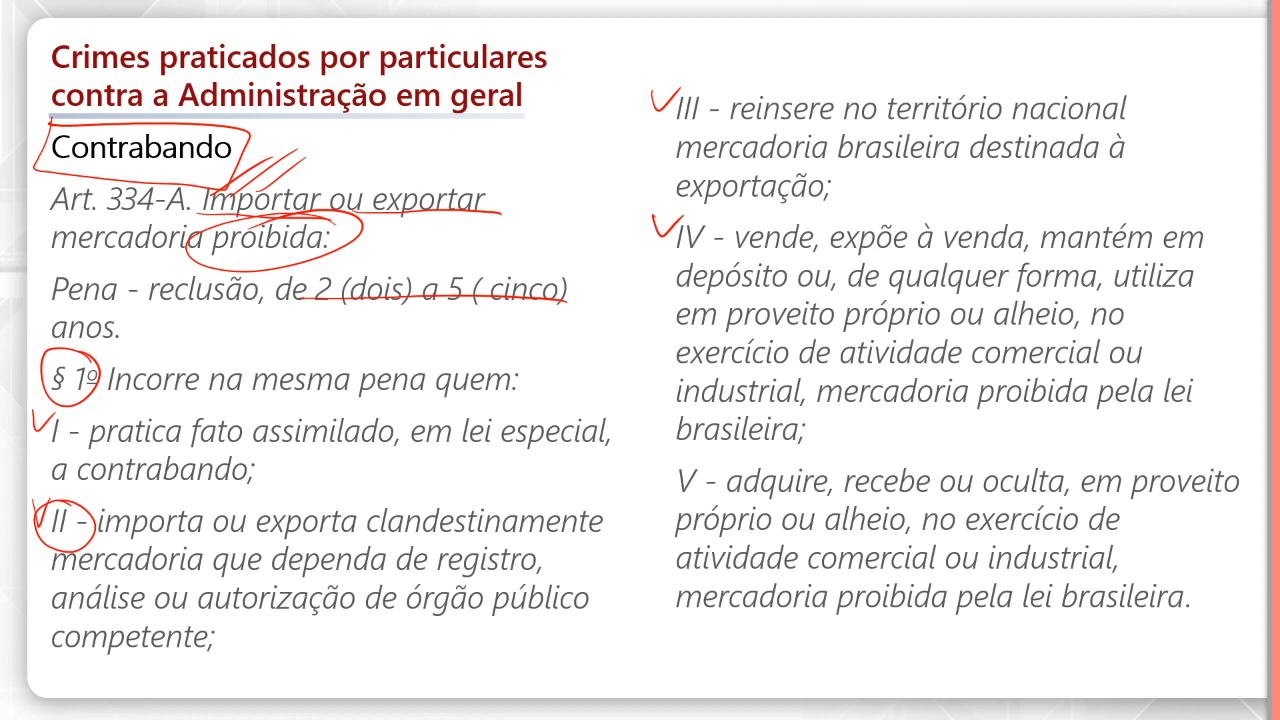 Crimes praticados por particulares
contra a Administração em geral
Contrabando
Art. 334-A. Importar ou exportar
mercadoria proibida:
Pena - reclusão, de 2 (dois) a 5 ( cinco)
anos.
§ 1º Incorre na mesma pena quem:
I - pratica fato assimilado, em lei especial,
a contrabando;
II - importa ou exporta clandestinamente
mercadoria que dependa de registro,
análise ou autorização de órgão público
competente;
III - reinsere no território nacional
mercadoria brasileira destinada à
exportação;
IV - vende, expõe à venda, mantém em
depósito ou, de qualquer forma, utiliza
em proveito próprio ou alheio, no
exercício de atividade comercial ou
industrial, mercadoria proibida pela lei
brasileira;
V - adquire, recebe ou oculta, em proveito
próprio ou alheio, no exercício de
atividade comercial ou industrial,
mercadoria proibida pela lei brasileira.